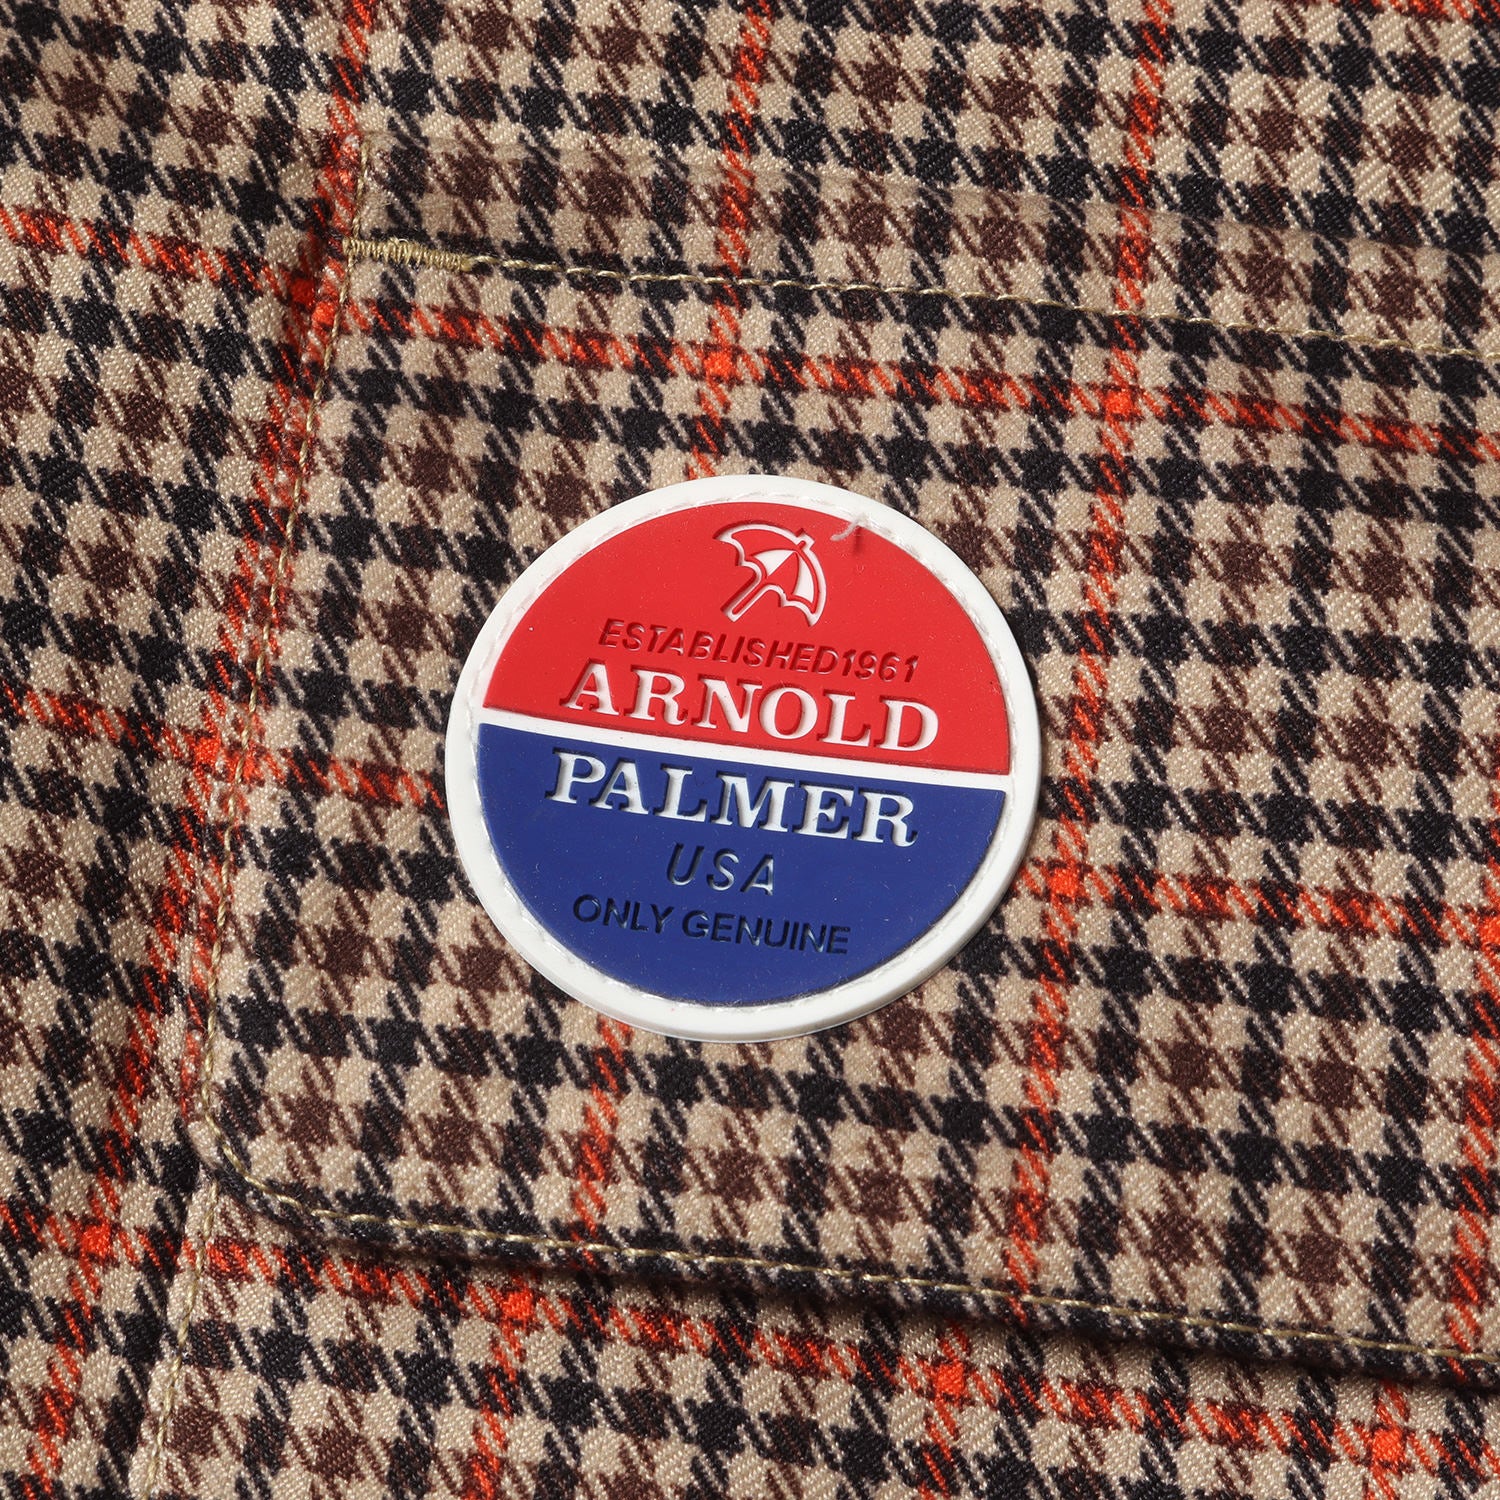 ESTABLISHED1961
ARNOLD
PALMER
USA
ONLY GENUINE